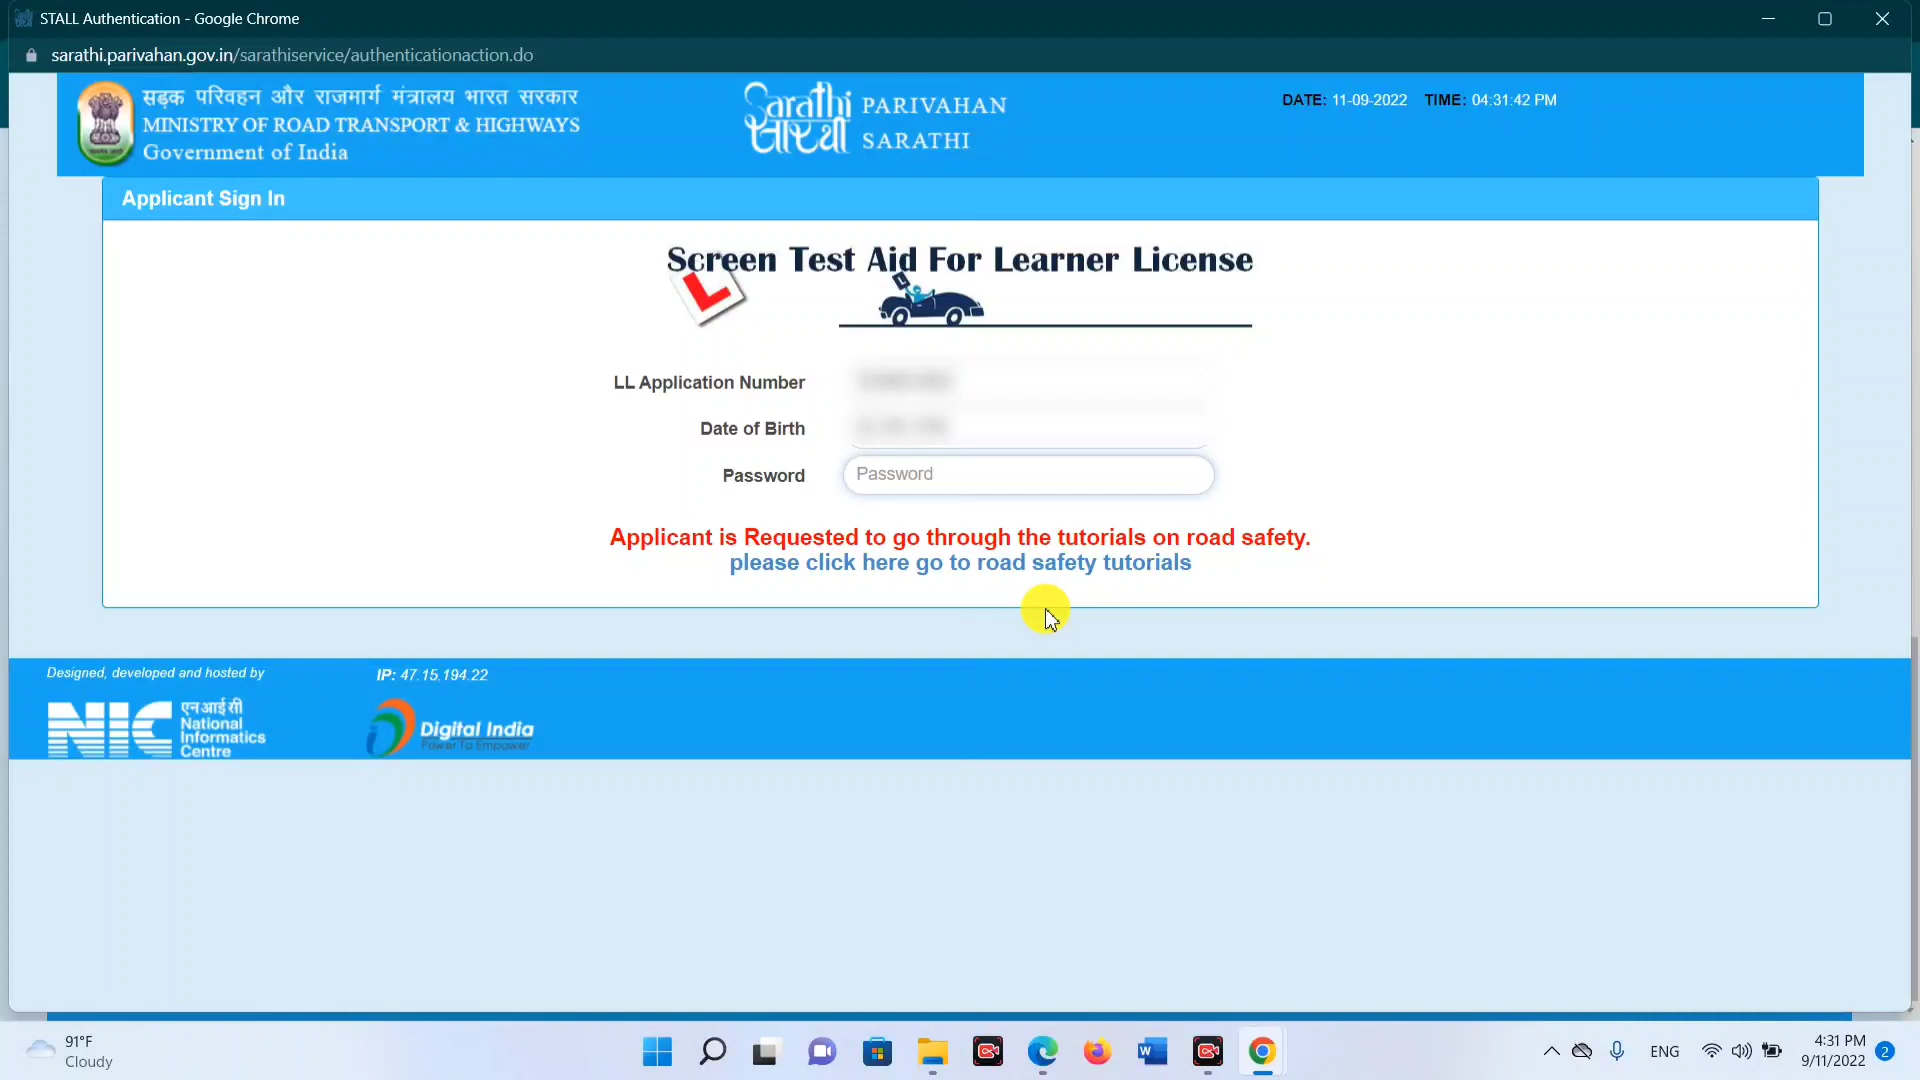 STALL Authentication - Google Chrome
sarathi.parivahan.gov.in/sarathiservice/authenticationaction.do
सड़क परिवहन और राजमार्ग मंत्रालय भारत सरकार
MINISTRY OF ROAD TRANSPORT & HIGHWAYS
Government of India
Sarathi
सारथी
PARIVAHAN
SARATHI
DATE: 11-09-2022 TIME: 04:31:42 PM
Applicant Sign In
Screen Test Aid For Learner License
L
LL Application Number
Date of Birth
Password
Password
Applicant is Requested to go through the tutorials on road safety.
please click here go to road safety tutorials
Designed, developed and hosted by
IP: 47.15.194.22
NIC
एनआईसी
National
Informatics
Centre
Digital India
Power To Empower
91°F
Cloudy
W
ENG
4:31 PM
9/11/2022
2